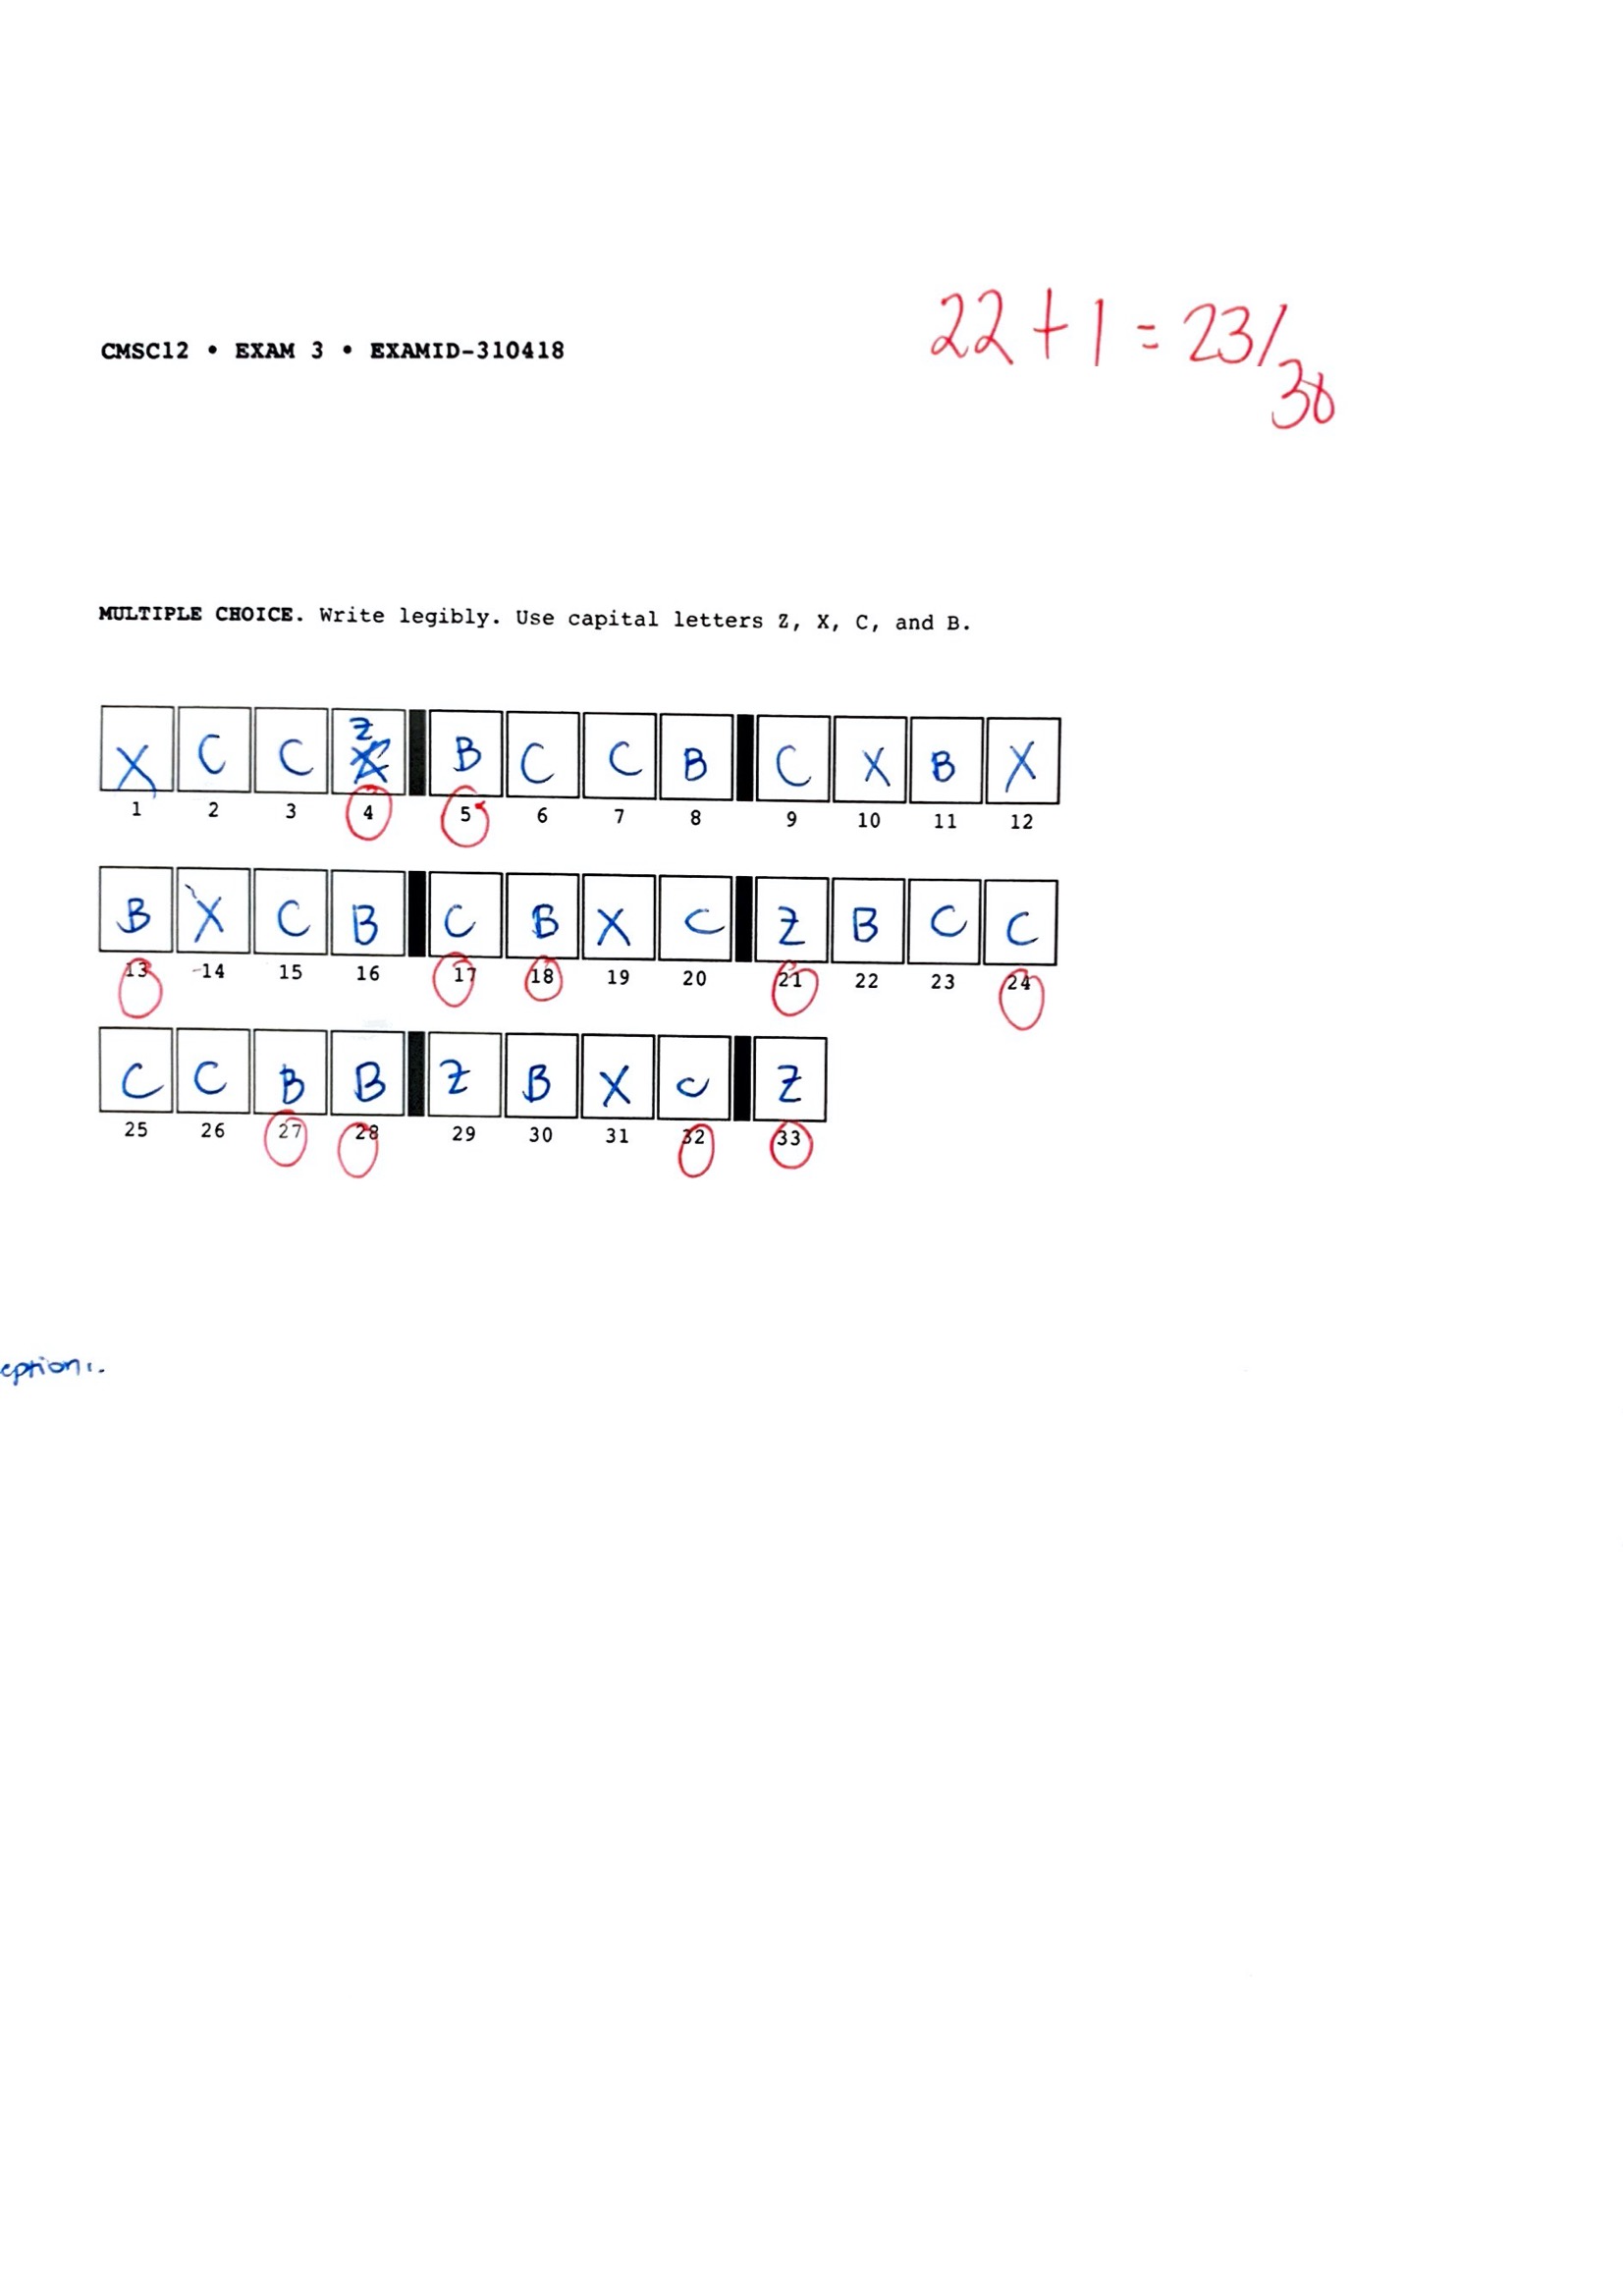 CMSC12 • EXAM 3 • EXAMID-310418
22 + 1 = 23/
38
MULTIPLE CHOICE. Write legibly. Use capital letters Z, X, C, and B.
Z
X C C B C C B C X B X
1 2 3 4 5 6 7 8 9 10 11 12
B X C B C B X C Z B C C
13 14 15 16 17 18 19 20 21 22 23 24
C C B B Z B X C Z
25 26 27 28 29 30 31 32 33
eption:.